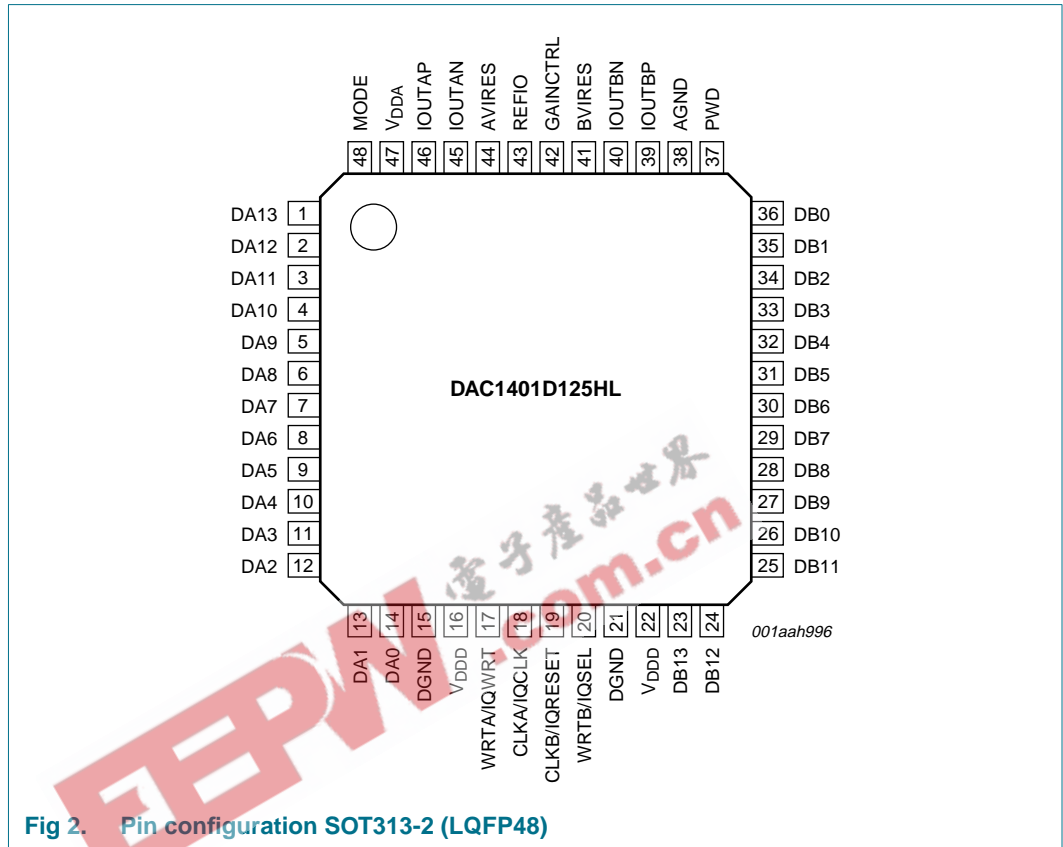 MODE
VDDA
IOUTAP
IOUTAN
AVIRES
REFIO
GAINCTRL
BVIRES
IOUTBN
IOUTBP
AGND
PWD
48
47
46
45
44
43
42
41
40
39
38
37
DA13 1
DA12 2
DA11 3
DA10 4
DA9 5
DA8 6
DA7 7
DA6 8
DA5 9
DA4 10
DA3 11
DA2 12
DAC1401D125HL
36 DB0
35 DB1
34 DB2
33 DB3
32 DB4
31 DB5
30 DB6
29 DB7
28 DB8
27 DB9
26 DB10
25 DB11
13
14
15
16
17
18
19
20
21
22
23
24
DA1
DA0
DGND
VDDD
WRTA/IQWRT
CLKA/IQCLK
CLKB/IQRESET
WRTB/IQSEL
DGND
VDDD
DB13
DB12
001aah996
電子產品世界
EEPW.com.cn
Fig 2. Pin configuration SOT313-2 (LQFP48)